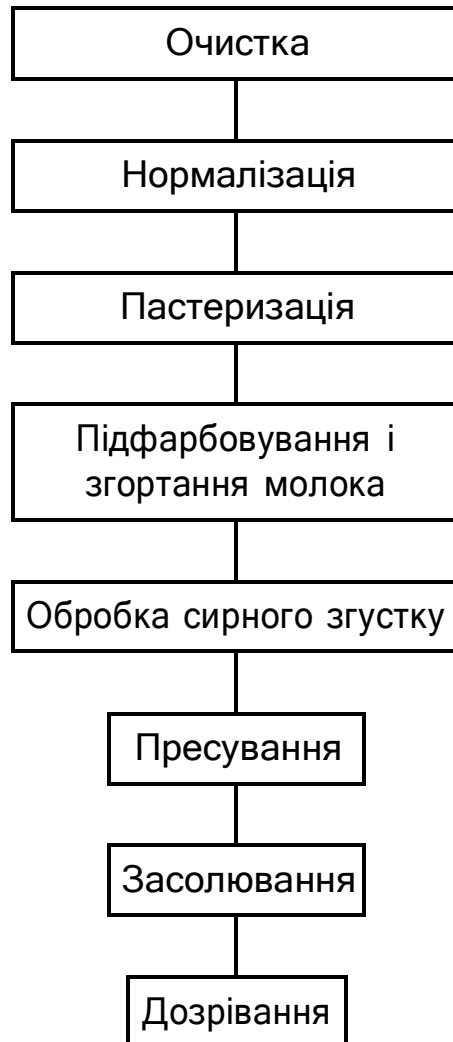 Очистка
Нормалізація
Пастеризація
Підфарбовування і
згортання молока
Обробка сирного згустку
Пресування
Засолювання
Дозрівання